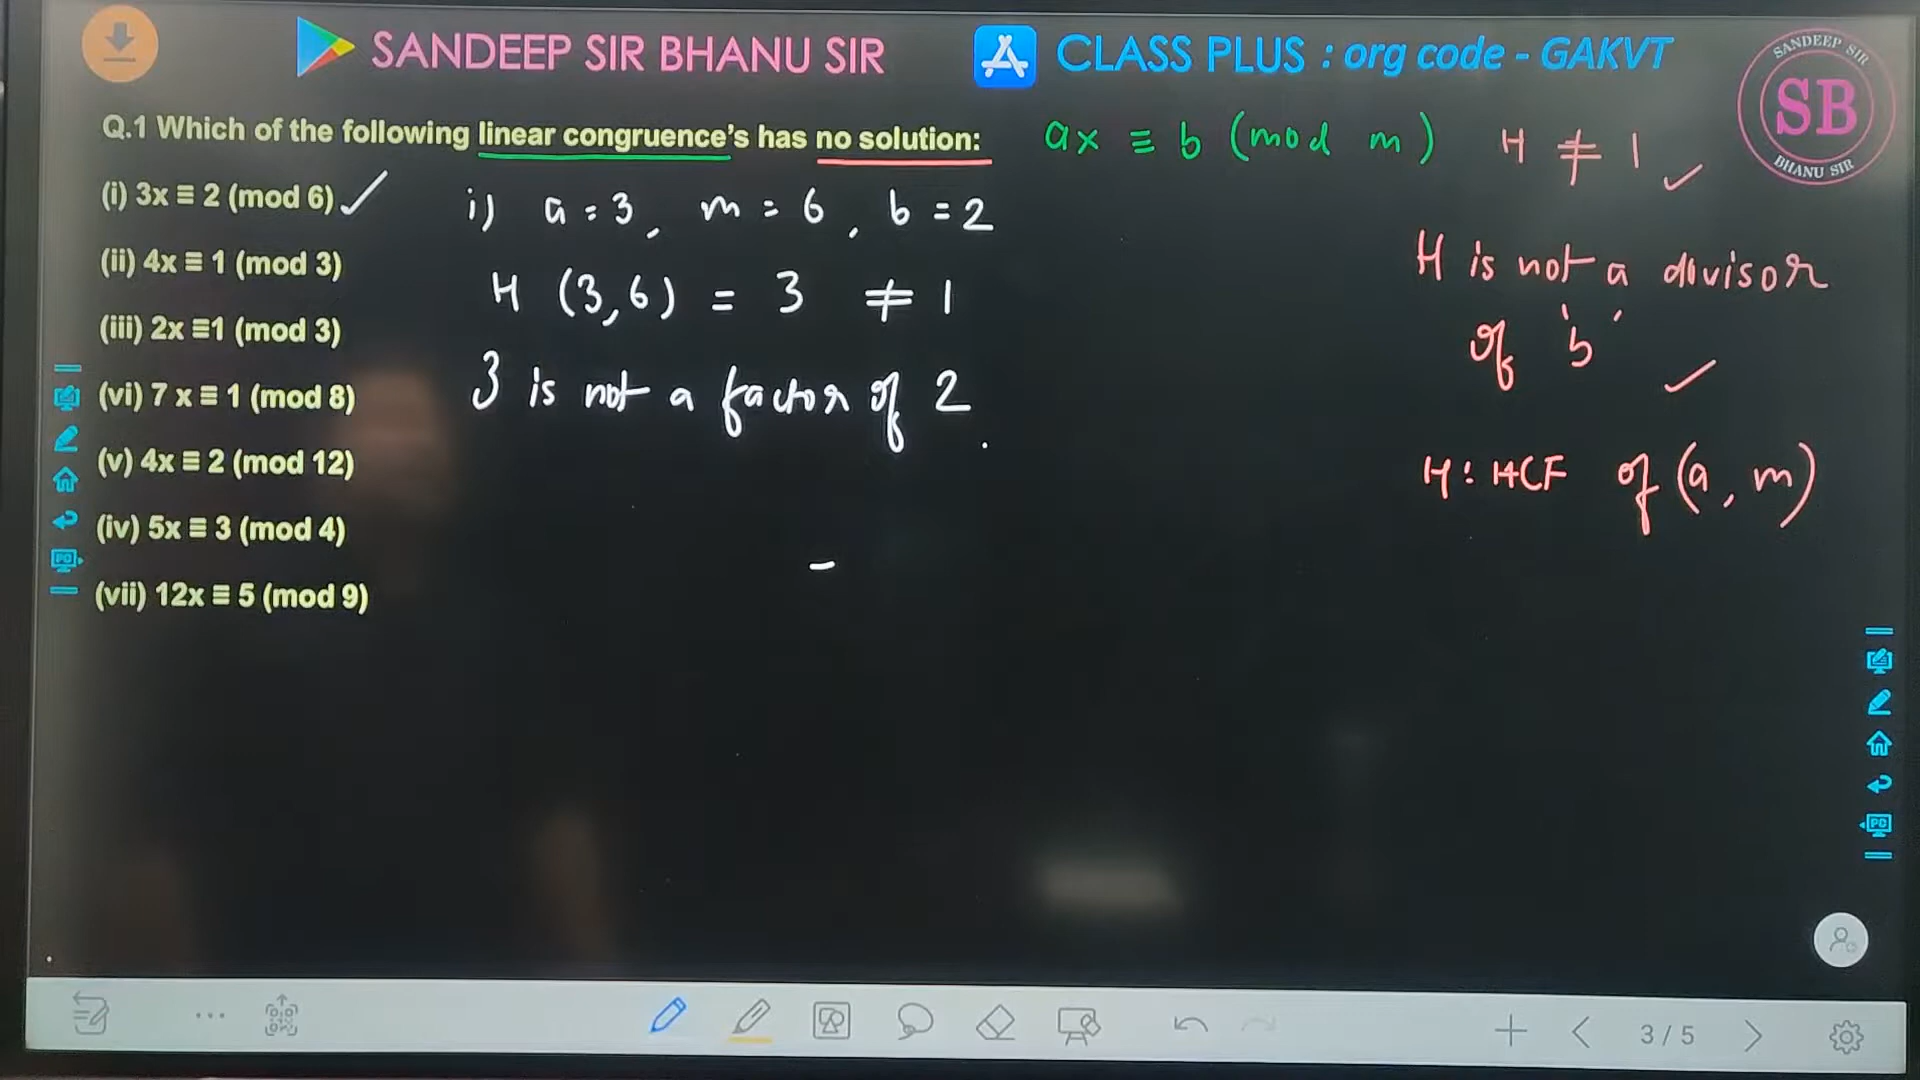 SANDEEP SIR BHANU SIR
CLASS PLUS : org code - GAKVT
SANDEEP SIR
SB
BHANU SIR
Q.1 Which of the following linear congruence's has no solution:
ax ≡ b (mod m)
H ≠ 1 ✓
(i) 3x ≡ 2 (mod 6) ✓
i) a = 3, m = 6, b = 2
(ii) 4x ≡ 1 (mod 3)
H (3,6) = 3 ≠ 1
H is not a divisor
of 'b' ✓
(iii) 2x ≡1 (mod 3)
(vi) 7 x ≡ 1 (mod 8)
3 is not a factor of 2.
(v) 4x ≡ 2 (mod 12)
H : HCF of (a, m)
(iv) 5x ≡ 3 (mod 4)
-
(vii) 12x ≡ 5 (mod 9)
PC
PC
3 / 5